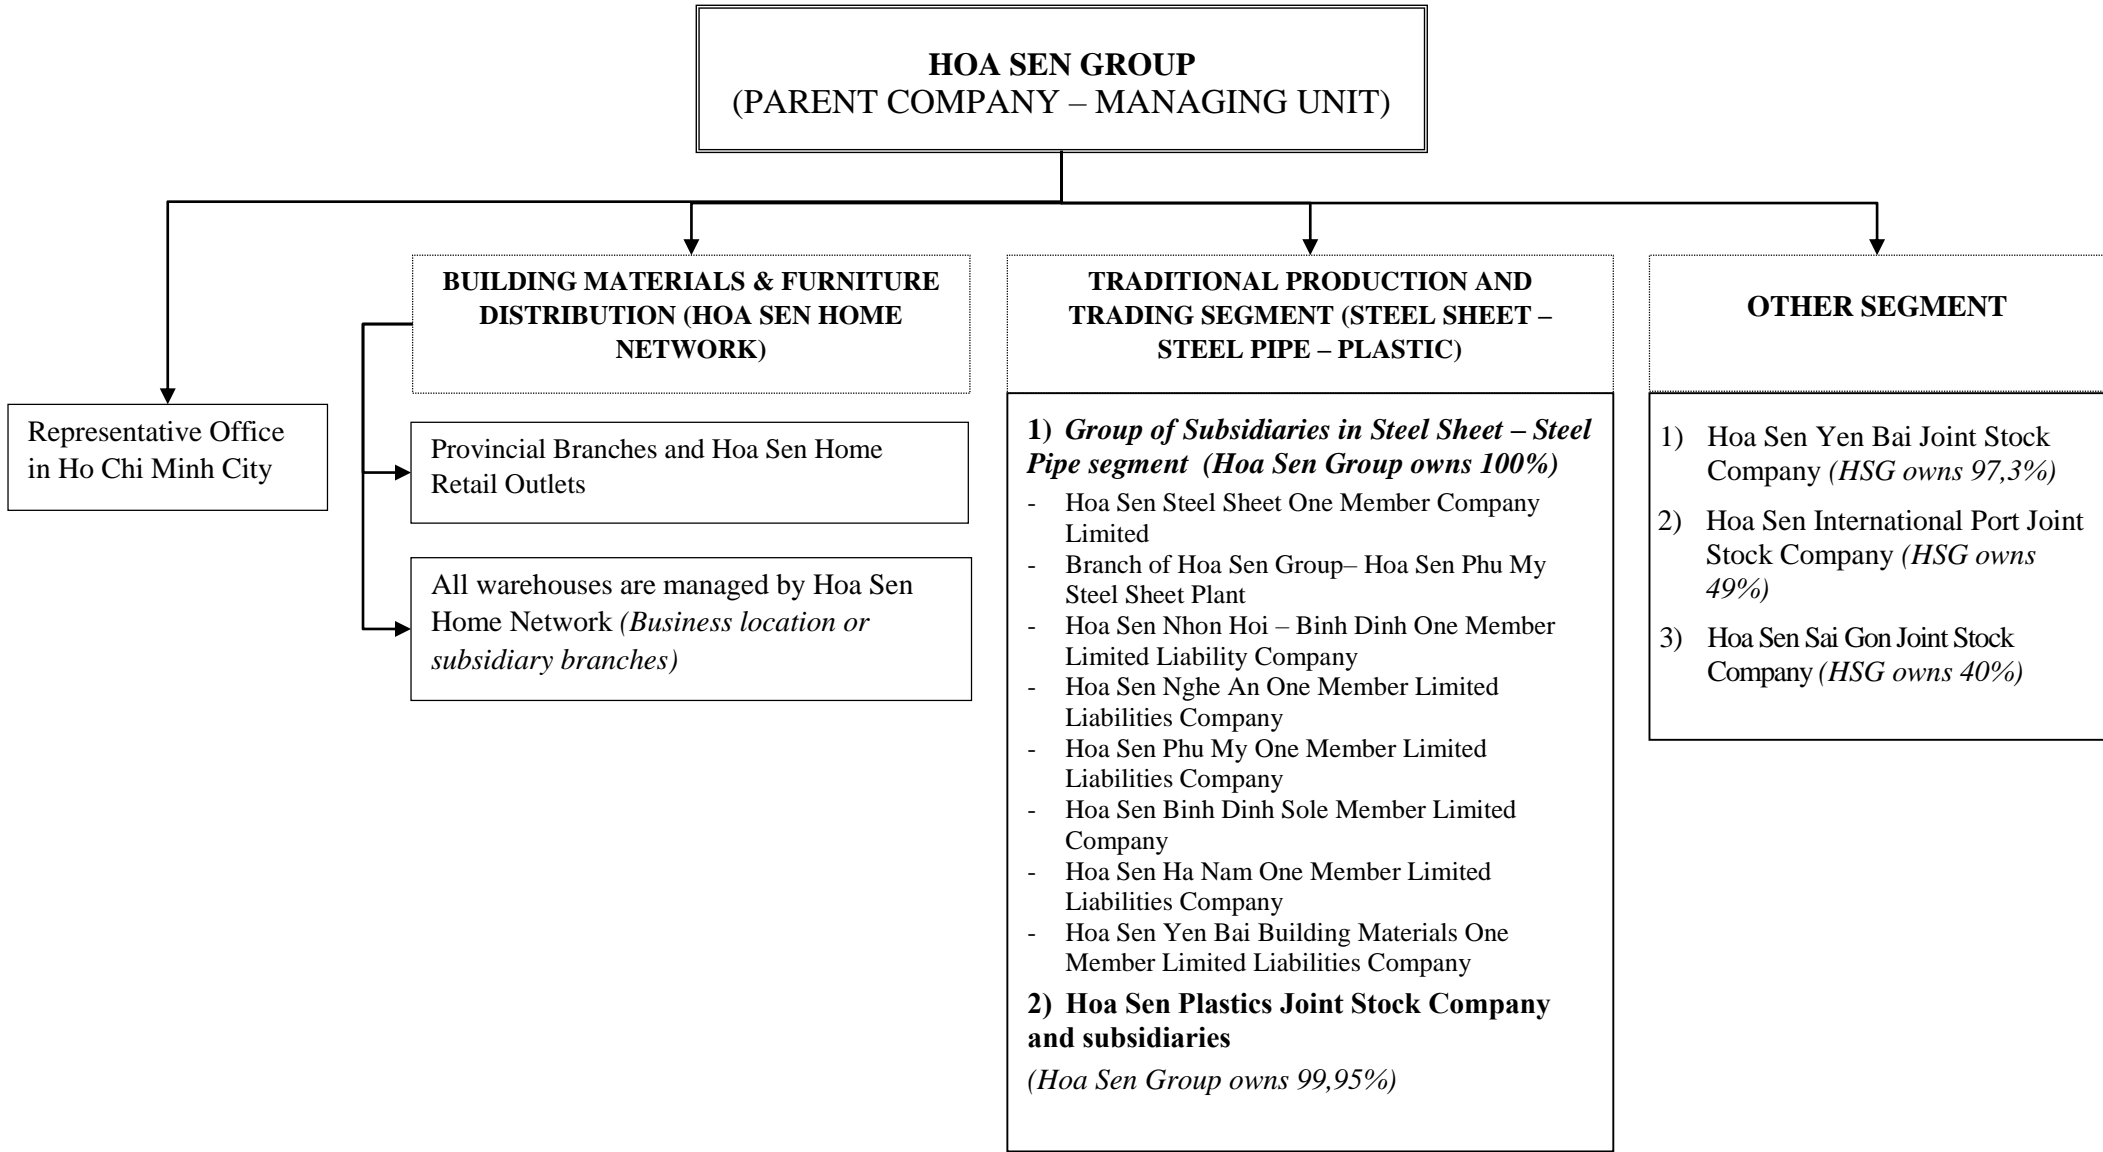 HOA SEN GROUP
(PARENT COMPANY – MANAGING UNIT)
Representative Office
in Ho Chi Minh City
BUILDING MATERIALS & FURNITURE
DISTRIBUTION (HOA SEN HOME
NETWORK)
Provincial Branches and Hoa Sen Home
Retail Outlets
All warehouses are managed by Hoa Sen
Home Network (Business location or
subsidiary branches)
TRADITIONAL PRODUCTION AND
TRADING SEGMENT (STEEL SHEET –
STEEL PIPE – PLASTIC)
1) Group of Subsidiaries in Steel Sheet – Steel
Pipe segment (Hoa Sen Group owns 100%)
- Hoa Sen Steel Sheet One Member Company
Limited
- Branch of Hoa Sen Group– Hoa Sen Phu My
Steel Sheet Plant
- Hoa Sen Nhon Hoi – Binh Dinh One Member
Limited Liability Company
- Hoa Sen Nghe An One Member Limited
Liabilities Company
- Hoa Sen Phu My One Member Limited
Liabilities Company
- Hoa Sen Binh Dinh Sole Member Limited
Company
- Hoa Sen Ha Nam One Member Limited
Liabilities Company
- Hoa Sen Yen Bai Building Materials One
Member Limited Liabilities Company
2) Hoa Sen Plastics Joint Stock Company
and subsidiaries
(Hoa Sen Group owns 99,95%)
OTHER SEGMENT
1) Hoa Sen Yen Bai Joint Stock
Company (HSG owns 97,3%)
2) Hoa Sen International Port Joint
Stock Company (HSG owns
49%)
3) Hoa Sen Sai Gon Joint Stock
Company (HSG owns 40%)